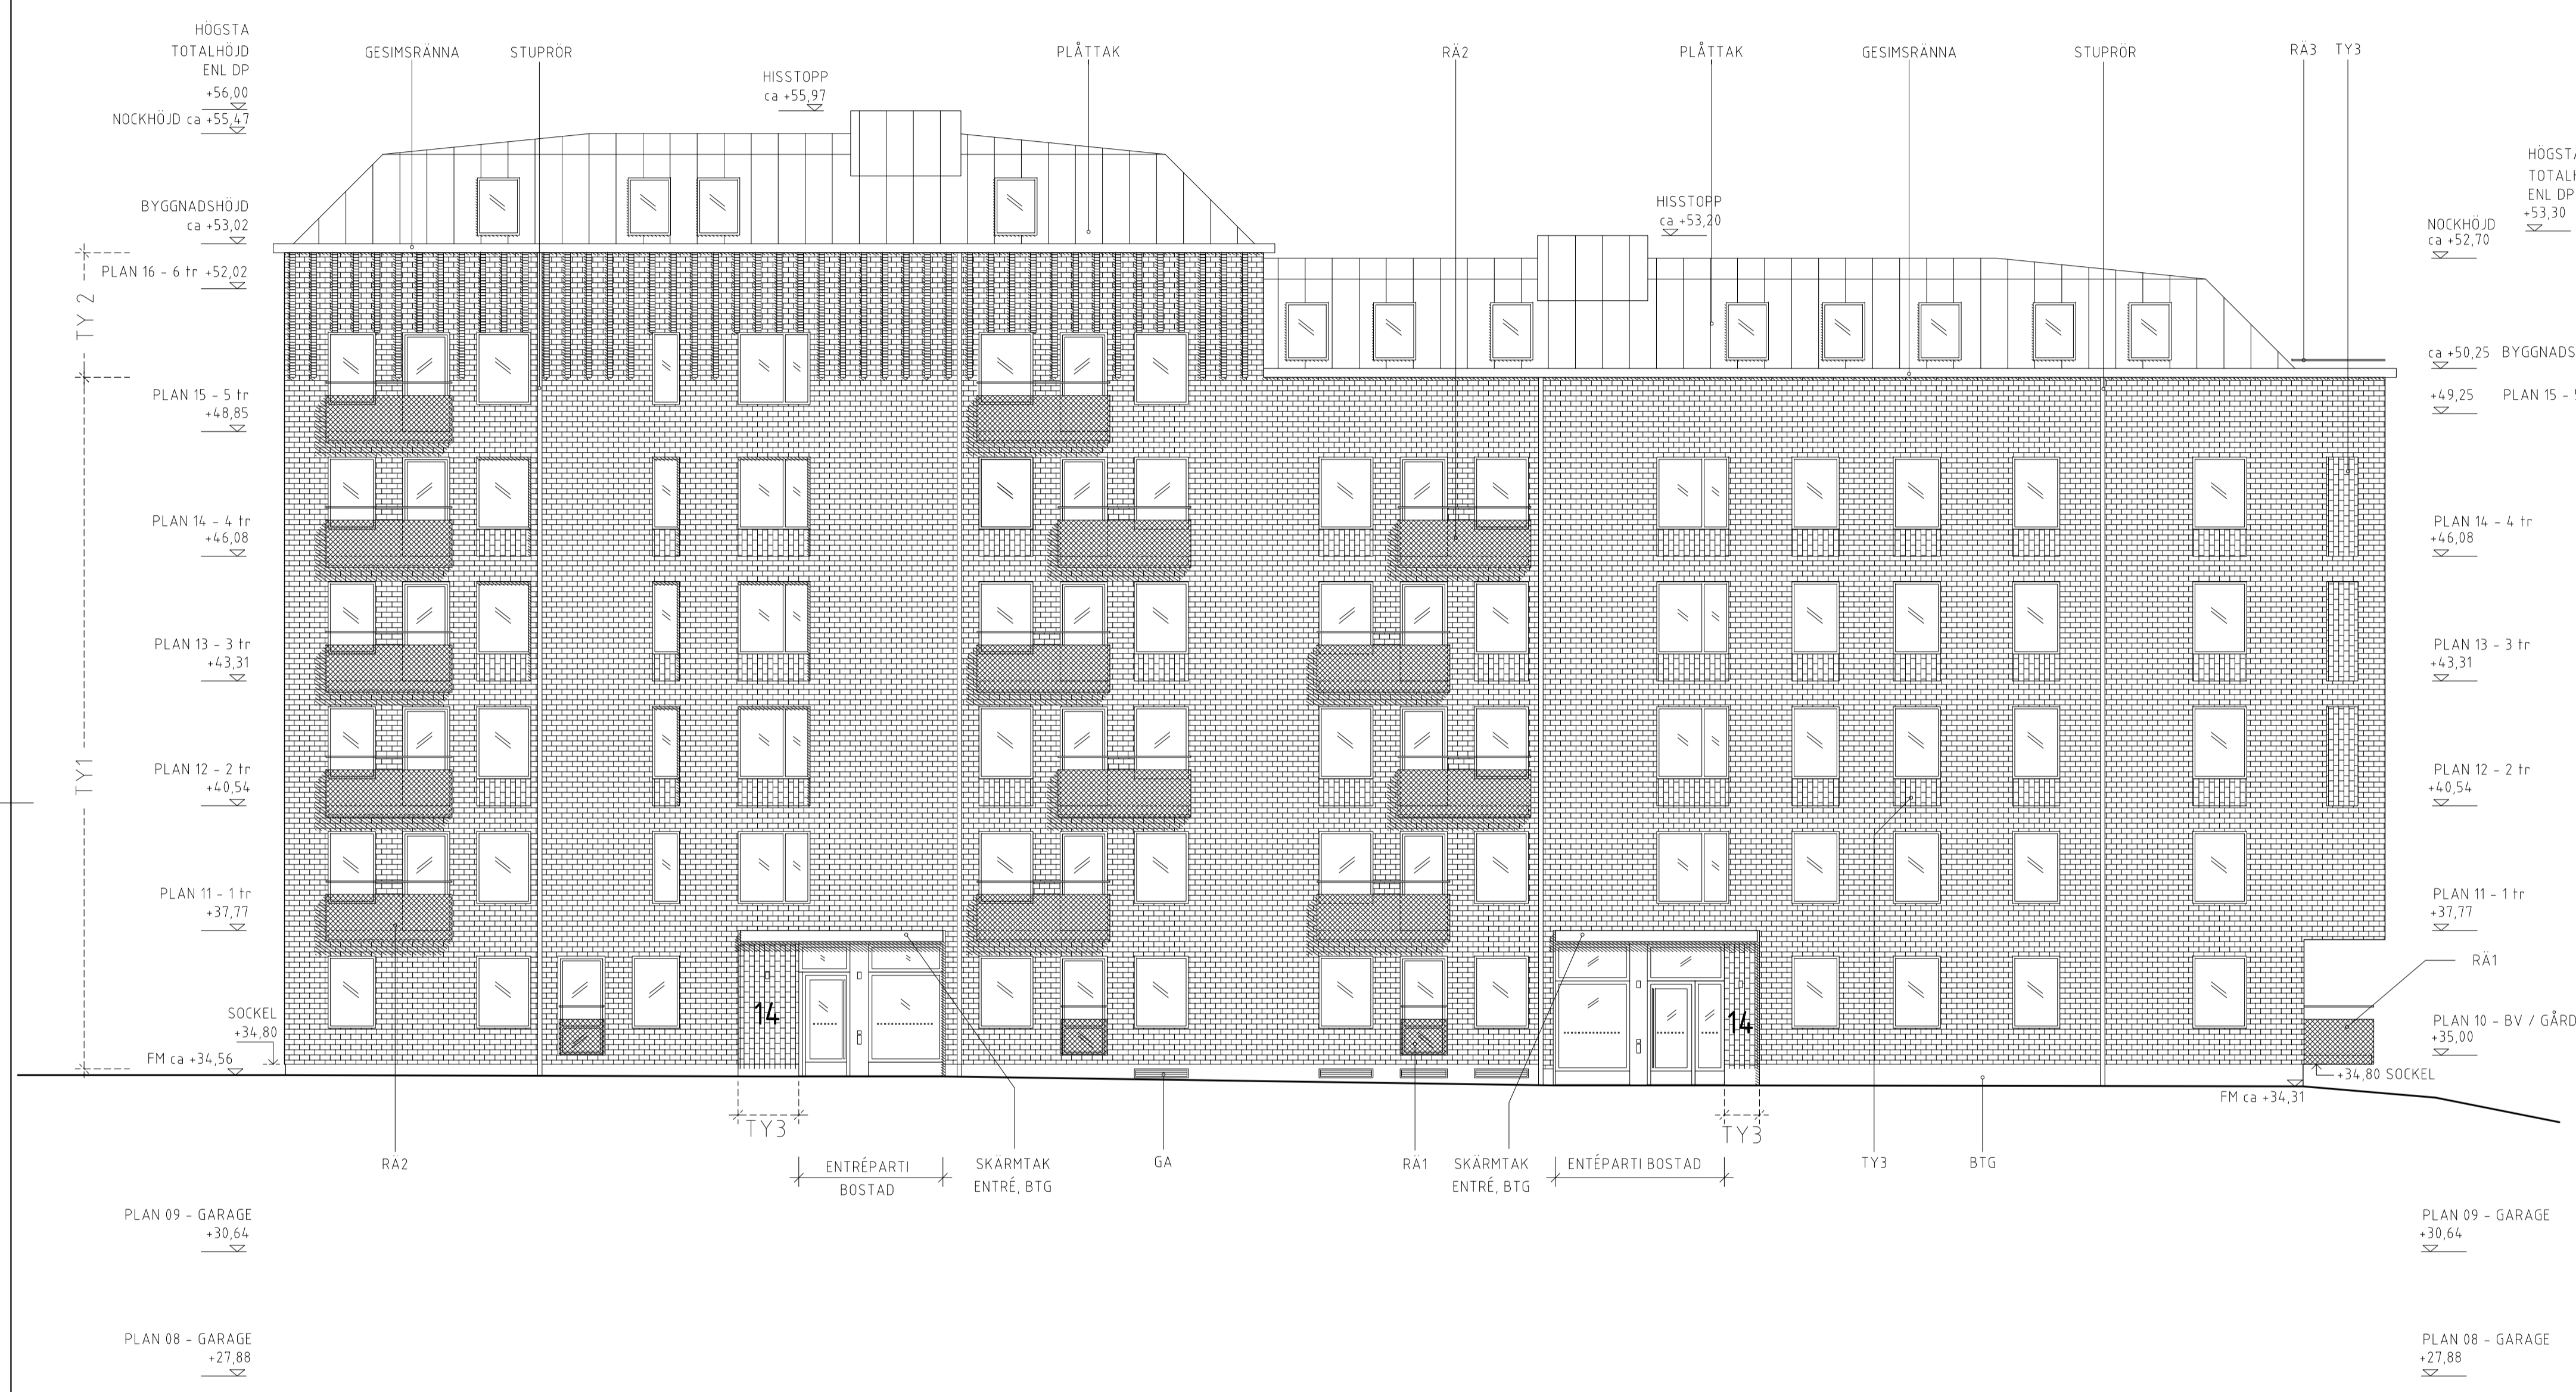 HÖGSTA
TOTALHÖJD
ENL DP
+56,00
NOCKHÖJD ca +55,47
GESIMSRÄNNA
STUPRÖR
HISSTOPP
ca +55,97
PLÅTTAK
RÄ2
PLÅTTAK
GESIMSRÄNNA
STUPRÖR
RÄ3 TY3
HÖGSTA
TOTALH
ENL DP
+53,30
HISSTOPP
ca +53,20
NOCKHÖJD
ca +52,70
BYGGNADSHÖJD
ca +53,02
PLAN 16 - 6 tr +52,02
TY 2
ca +50,25 BYGGNADS
+49,25 PLAN 15 - 5
PLAN 15 - 5 tr
+48,85
PLAN 14 - 4 tr
+46,08
PLAN 14 - 4 tr
+46,08
PLAN 13 - 3 tr
+43,31
PLAN 13 - 3 tr
+43,31
TY1
PLAN 12 - 2 tr
+40,54
PLAN 12 - 2 tr
+40,54
PLAN 11 - 1 tr
+37,77
PLAN 11 - 1 tr
+37,77
RÄ1
SOCKEL
+34,80
FM ca +34,56
14
14
PLAN 10 - BV / GÅRD
+35,00
+34,80 SOCKEL
FM ca +34,31
TY3
TY3
RÄ2
ENTRÉPARTI
BOSTAD
SKÄRMTAK
ENTRÉ, BTG
GA
RÄ1
SKÄRMTAK
ENTRÉ, BTG
ENTÉPARTI BOSTAD
TY3
BTG
PLAN 09 - GARAGE
+30,64
PLAN 09 - GARAGE
+30,64
PLAN 08 - GARAGE
+27,88
PLAN 08 - GARAGE
+27,88